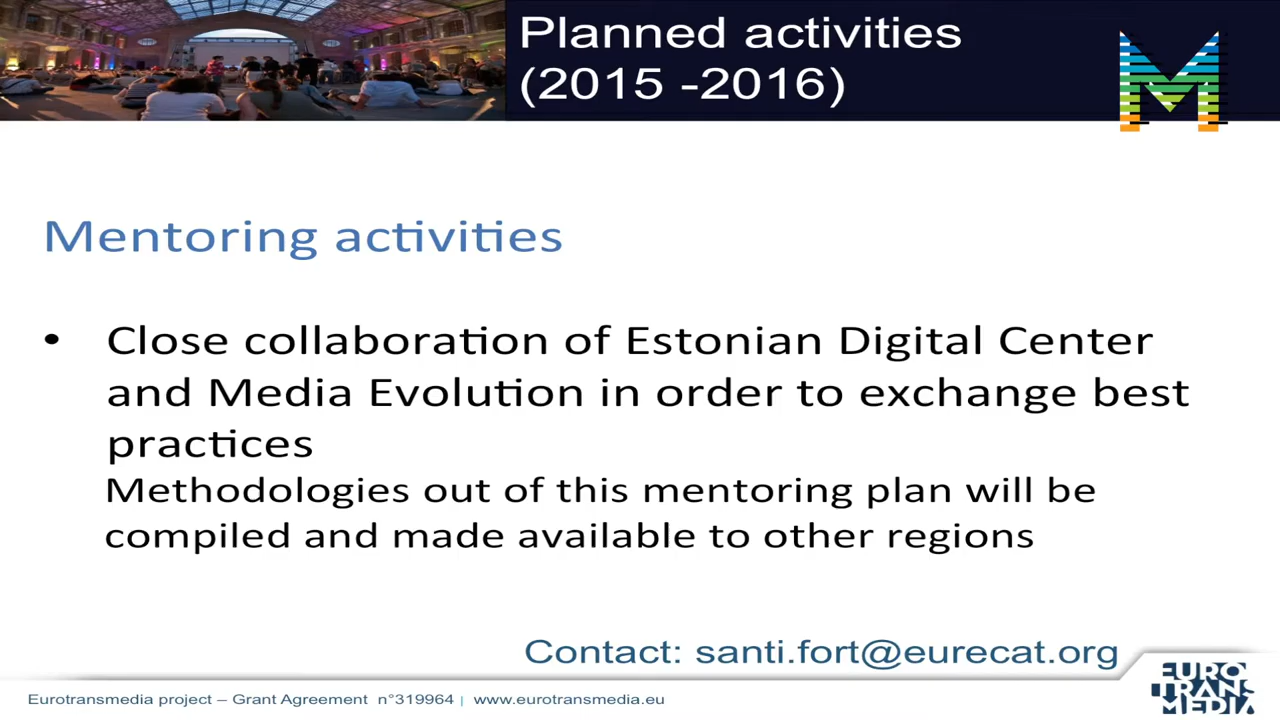 Planned activities
(2015 -2016)
Mentoring activities
• Close collaboration of Estonian Digital Center
and Media Evolution in order to exchange best
practices
Methodologies out of this mentoring plan will be
compiled and made available to other regions
Contact: santi.fort@eurecat.org
Eurotransmedia project – Grant Agreement n°319964 | www.eurotransmedia.eu
EURO
TRANS
MEDIA